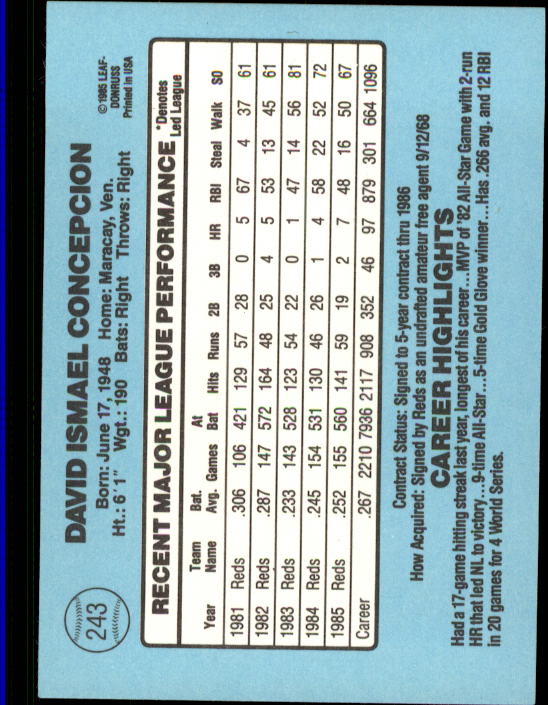 243
DAVID ISMAEL CONCEPCION
Born: June 17, 1948 Home: Maracay, Ven.
Ht.: 6'1" Wgt.: 190 Bats: Right Throws: Right
©1985 LEAF-
DONRUSS
Printed in USA
RECENT MAJOR LEAGUE PERFORMANCE
*Denotes
Led League
Team Bat. At
Year Name Avg. Games Bat Hits Runs 2B 3B HR RBI Steal Walk SO
1981 Reds .306 106 421 129 57 28 0 5 67 4 37 61
1982 Reds .287 147 572 164 48 25 4 5 53 13 45 61
1983 Reds .233 143 528 123 54 22 0 1 47 14 56 81
1984 Reds .245 154 531 130 46 26 1 4 58 22 52 72
1985 Reds .252 155 560 141 59 19 2 7 48 16 50 67
Career .267 2210 7936 2117 908 352 46 97 879 301 664 1096
Contract Status: Signed to 5-year contract thru 1986
How Acquired: Signed by Reds as an undrafted amateur free agent 9/12/68
CAREER HIGHLIGHTS
Had a 17-game hitting streak last year, longest of his career...MVP of '82 All-Star Game with 2-run
HR that led NL to victory...9-time All-Star...5-time Gold Glove winner...Has .266 avg. and 12 RBI
in 20 games for 4 World Series.